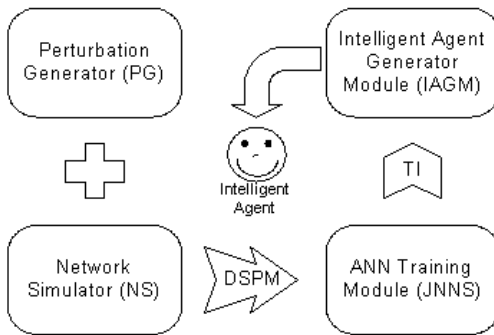 Perturbation
Generator (PG)
Intelligent Agent
Generator
Module (IAGM)
Intelligent
Agent
TI
Network
Simulator (NS)
DSPM
ANN Training
Module (JNNS)